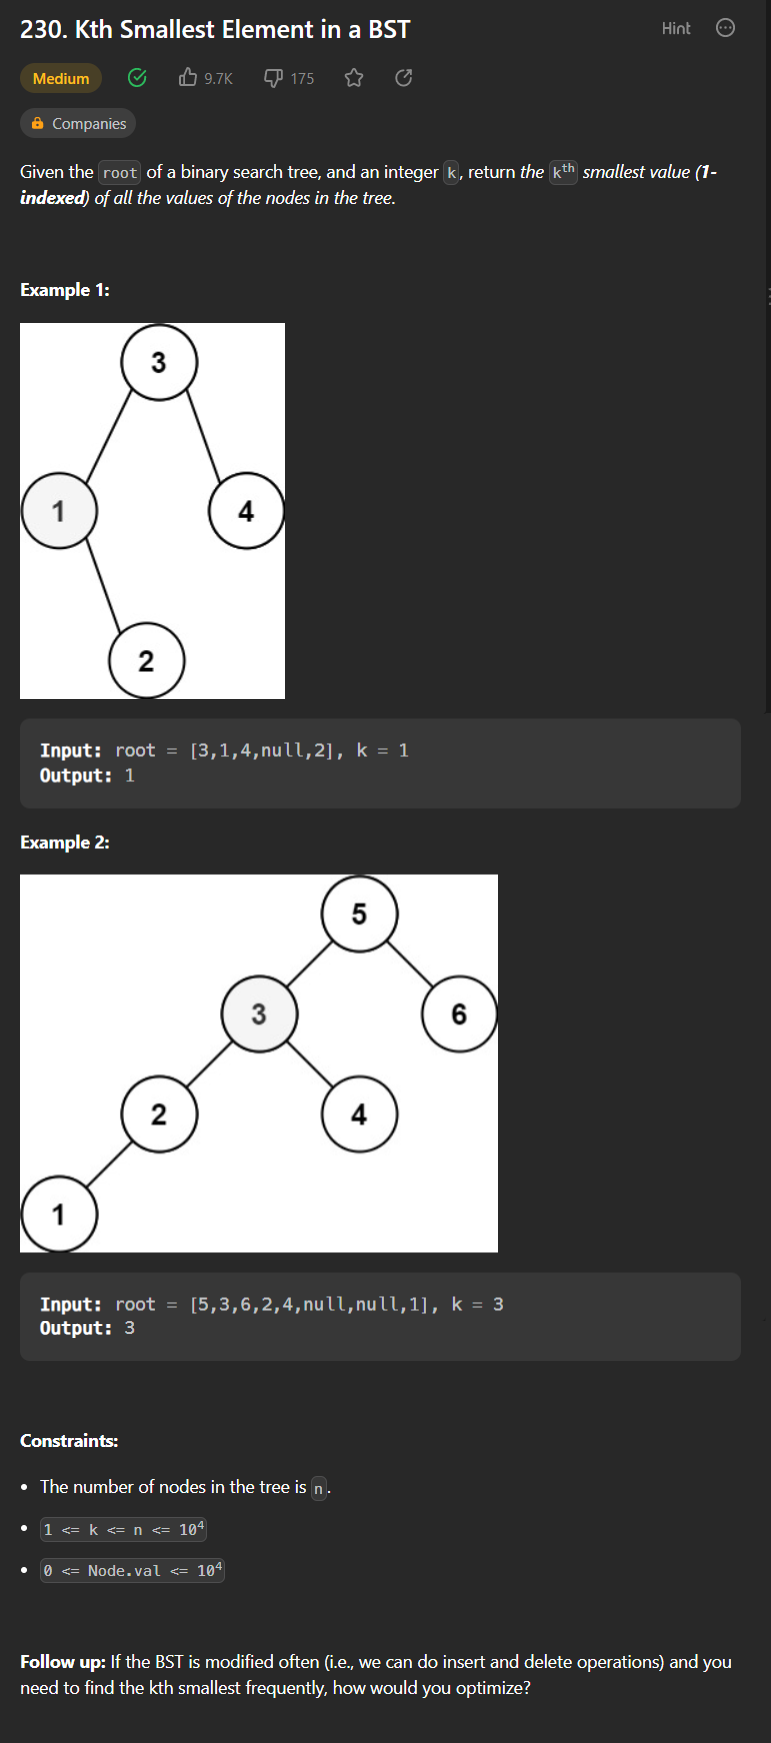 230. Kth Smallest Element in a BST
Hint
Medium
9.7K
175
Companies
Given the root of a binary search tree, and an integer k, return the kth smallest value (1-
indexed) of all the values of the nodes in the tree.
Example 1:
3
1
4
2
Input: root = [3,1,4,null,2], k = 1
Output: 1
Example 2:
5
3
6
2
4
1
Input: root = [5,3,6,2,4,null,null,1], k = 3
Output: 3
Constraints:
• The number of nodes in the tree is n.
• 1 <= k <= n <= 10⁴
• 0 <= Node.val <= 10⁴
Follow up: If the BST is modified often (i.e., we can do insert and delete operations) and you
need to find the kth smallest frequently, how would you optimize?